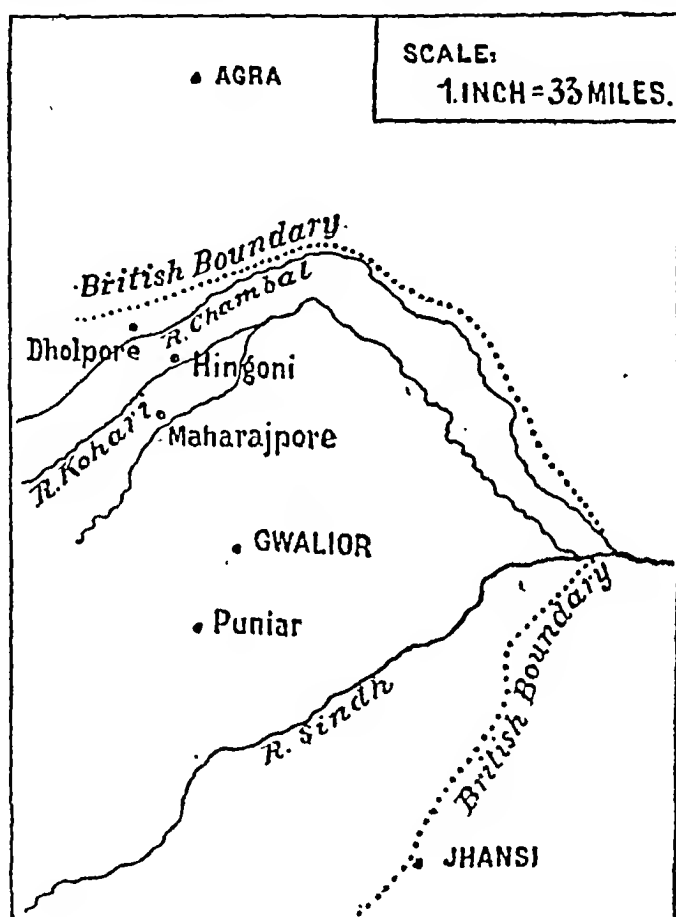 SCALE:
1.INCH=33 MILES.
AGRA
British Boundary
R. Chambal
Dholpore
Hingoni
R. Kohari
Maharajpore
GWALIOR
Puniar
R. Sindh
British Boundary
JHANSI